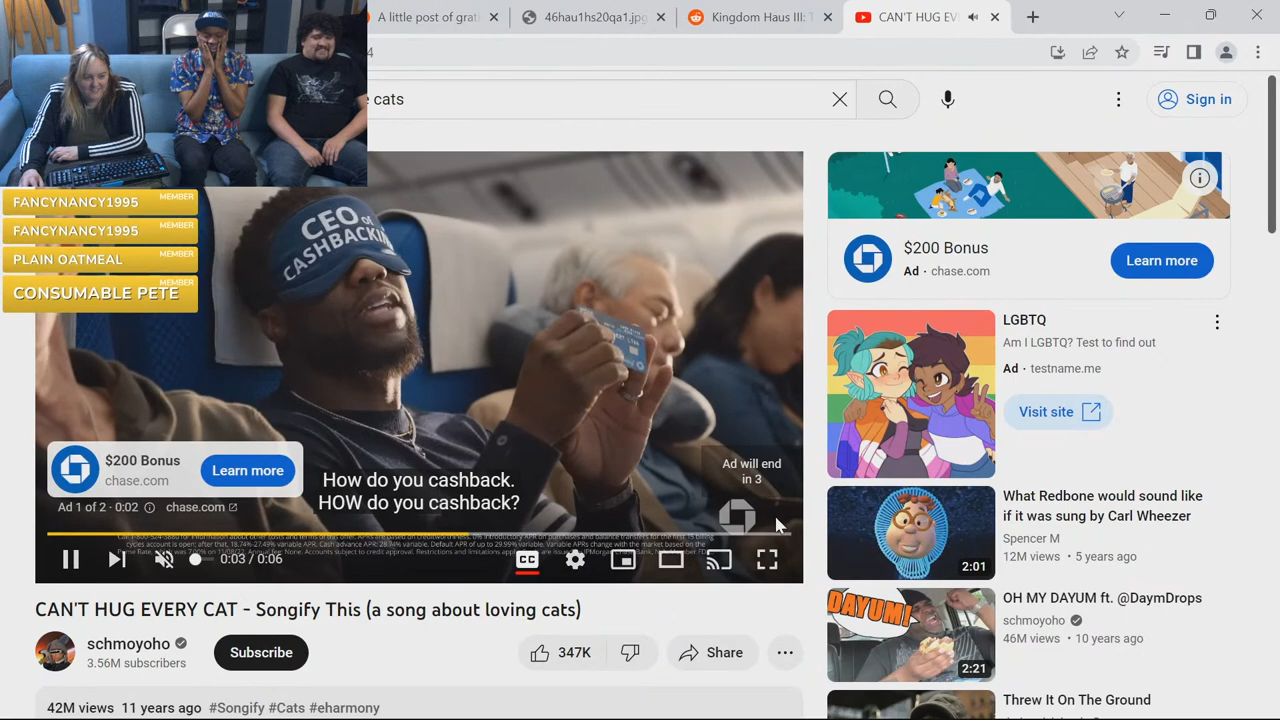 A little post of grat
46hau1hs20qa1.jpg
Kingdom Haus III
CAN'T HUG EV
4
e cats
Sign in
FANCYNANCY1995
MEMBER
FANCYNANCY1995
MEMBER
PLAIN OATMEAL
MEMBER
CONSUMABLE PETE
MEMBER
CEO OF
CASHBACKIN
$200 Bonus
chase.com
Learn more
Ad 1 of 2 · 0:02
chase.com
How do you cashback.
HOW do you cashback?
Ad will end
in 3
0:03 / 0:06
CC
CAN'T HUG EVERY CAT - Songify This (a song about loving cats)
schmoyoho
3.56M subscribers
Subscribe
347K
Share
42M views 11 years ago #Songify #Cats #eharmony
$200 Bonus
Ad · chase.com
Learn more
LGBTQ
Am I LGBTQ? Test to find out
Ad · testname.me
Visit site
What Redbone would sound like
if it was sung by Carl Wheezer
Spencer M
12M views · 5 years ago
2:01
DAYUM!
OH MY DAYUM ft. @DaymDrops
schmoyoho
46M views · 10 years ago
2:21
Threw It On The Ground